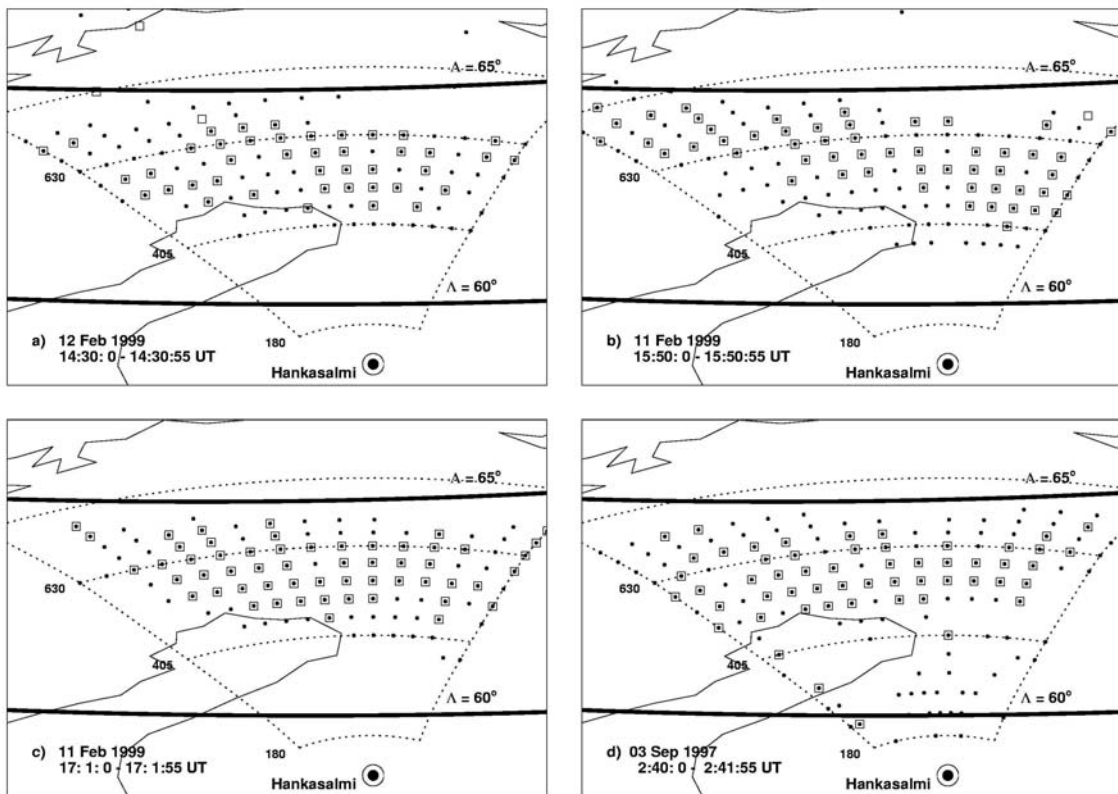 Λ = 65°
630
405
Λ = 60°
180
a) 12 Feb 1999
14:30: 0 - 14:30:55 UT
Hankasalmi
Λ = 65°
630
405
Λ = 60°
180
b) 11 Feb 1999
15:50: 0 - 15:50:55 UT
Hankasalmi
Λ = 65°
630
405
Λ = 60°
180
c) 11 Feb 1999
17: 1: 0 - 17: 1:55 UT
Hankasalmi
Λ = 65°
630
405
Λ = 60°
180
d) 03 Sep 1997
2:40: 0 - 2:41:55 UT
Hankasalmi